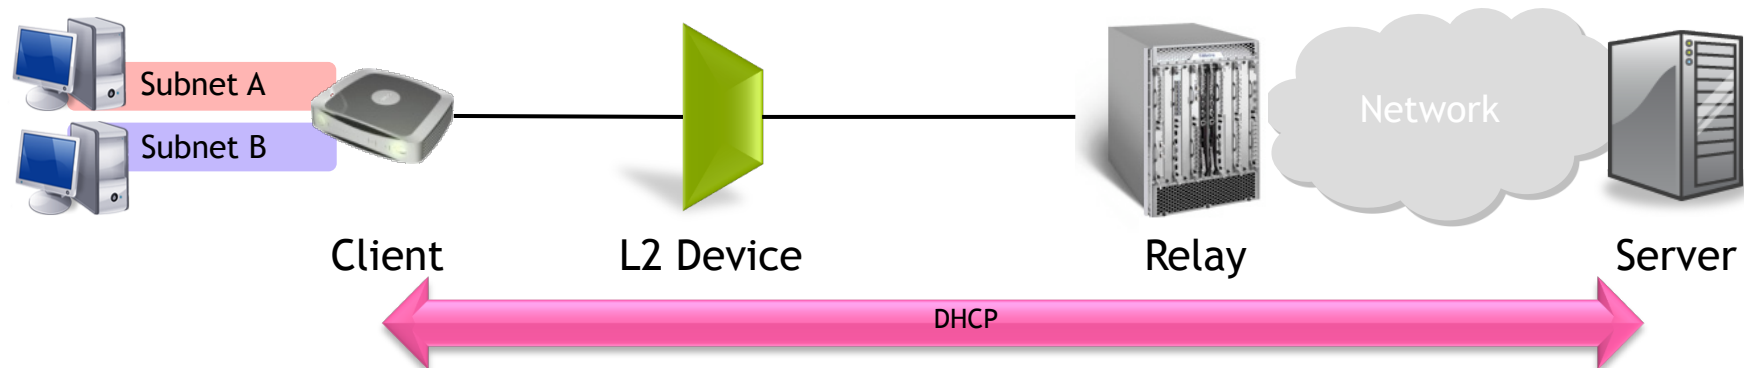 Subnet A
Subnet B
Network
Client
L2 Device
Relay
Server
DHCP